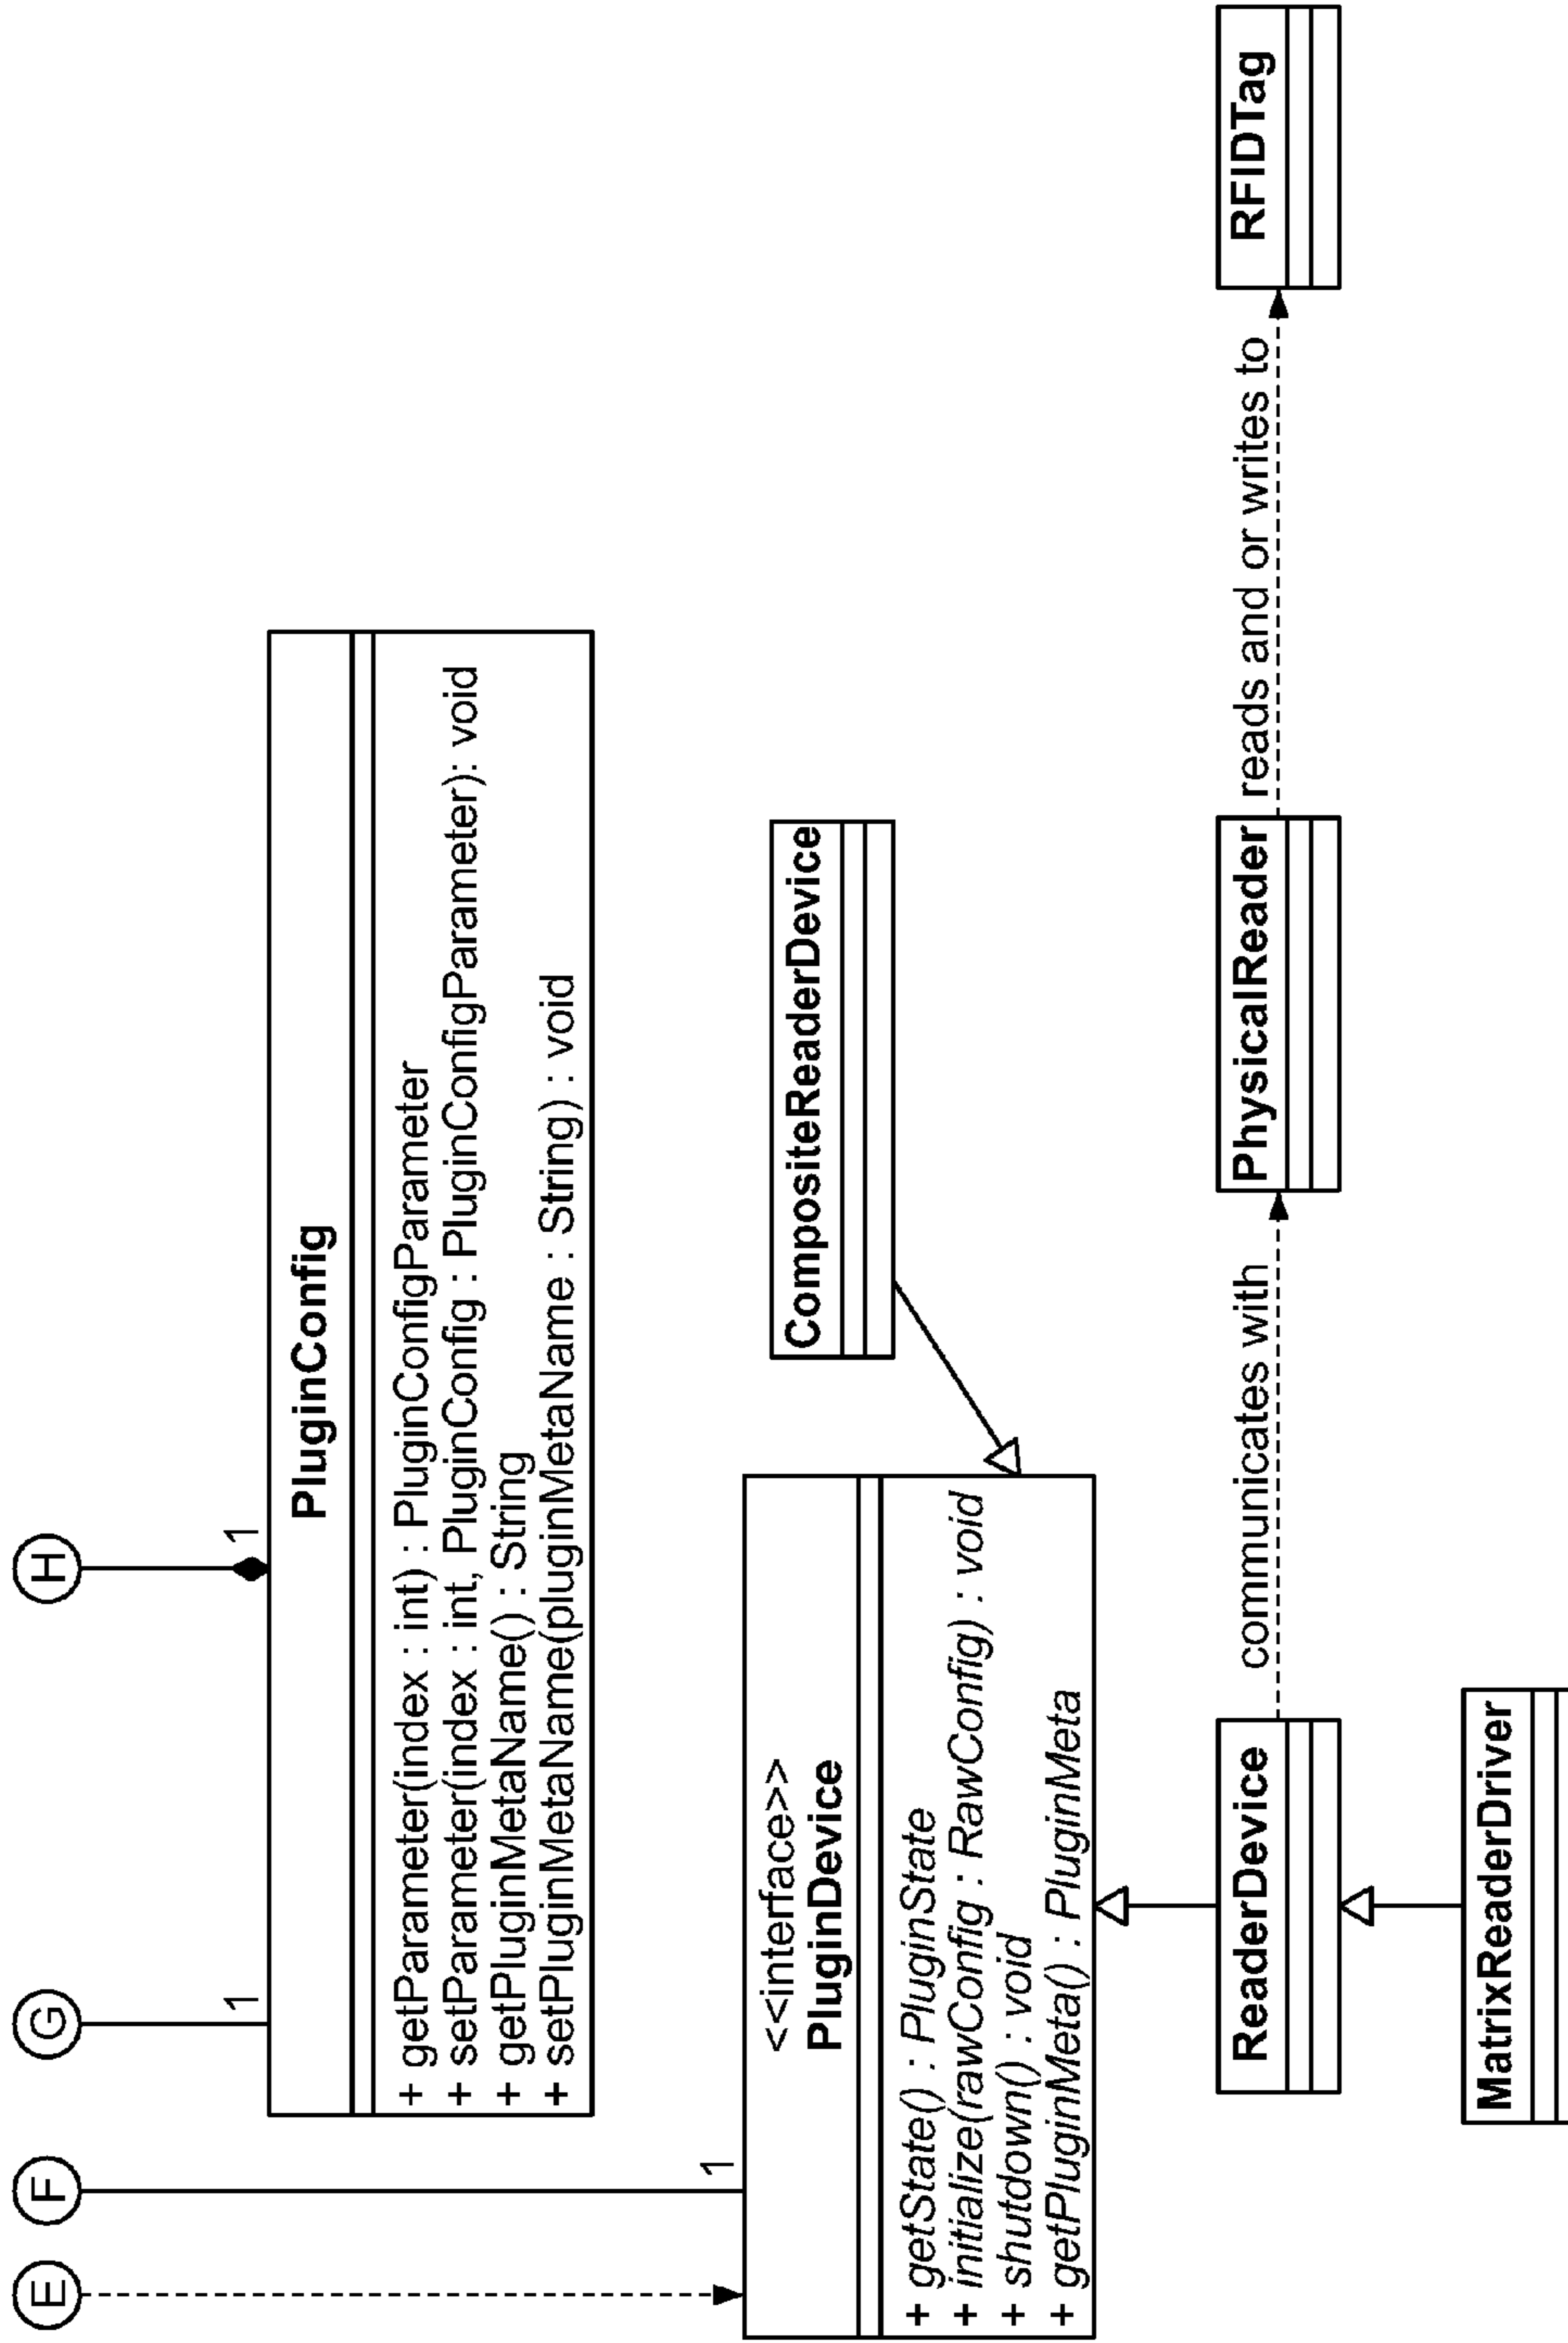 E
F
G
H
1
1
1
PluginConfig
+ getParameter(index : int) : PluginConfigParameter
+ setParameter(index : int, PluginConfig : PluginConfigParameter): void
+ getPluginMetaName() : String
+ setPluginMetaName(pluginMetaName : String) : void
<<interface>>
PluginDevice
+ getState() : PluginState
+ initialize(rawConfig : RawConfig) : void
+ shutdown() : void
+ getPluginMeta() : PluginMeta
CompositeReaderDevice
ReaderDevice
communicates with
PhysicalReader
reads and or writes to
RFIDTag
MatrixReaderDriver